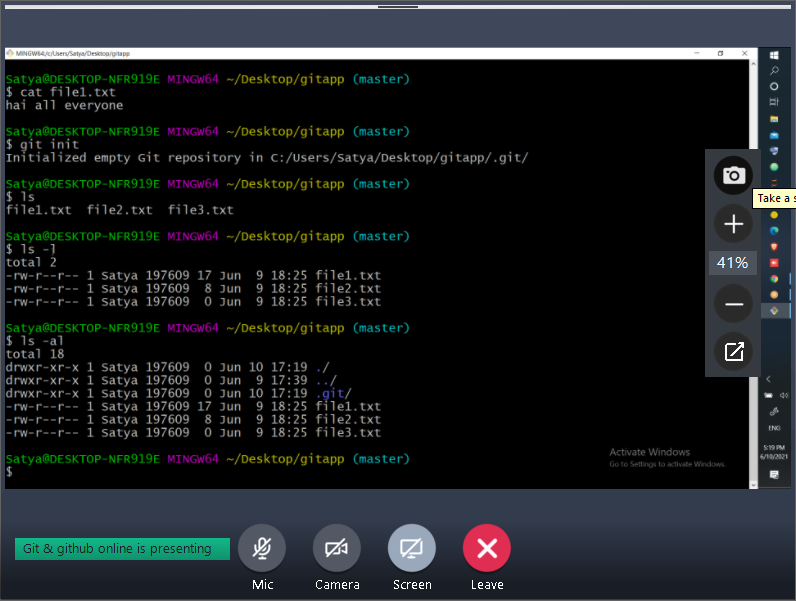 MINGW64:/c/Users/Satya/Desktop/gitapp
Satya@DESKTOP-NFR919E MINGW64 ~/Desktop/gitapp (master)
$ cat file1.txt
hai all everyone
Satya@DESKTOP-NFR919E MINGW64 ~/Desktop/gitapp (master)
$ git init
Initialized empty Git repository in C:/Users/Satya/Desktop/gitapp/.git/
Satya@DESKTOP-NFR919E MINGW64 ~/Desktop/gitapp (master)
$ ls
file1.txt  file2.txt  file3.txt
Satya@DESKTOP-NFR919E MINGW64 ~/Desktop/gitapp (master)
$ ls -l
total 2
-rw-r--r-- 1 Satya 197609 17 Jun  9 18:25 file1.txt
-rw-r--r-- 1 Satya 197609  8 Jun  9 18:25 file2.txt
-rw-r--r-- 1 Satya 197609  0 Jun  9 18:25 file3.txt
Satya@DESKTOP-NFR919E MINGW64 ~/Desktop/gitapp (master)
$ ls -al
total 18
drwxr-xr-x 1 Satya 197609  0 Jun 10 17:19 ./
drwxr-xr-x 1 Satya 197609  0 Jun  9 17:39 ../
drwxr-xr-x 1 Satya 197609  0 Jun 10 17:19 .git/
-rw-r--r-- 1 Satya 197609 17 Jun  9 18:25 file1.txt
-rw-r--r-- 1 Satya 197609  8 Jun  9 18:25 file2.txt
-rw-r--r-- 1 Satya 197609  0 Jun  9 18:25 file3.txt
Satya@DESKTOP-NFR919E MINGW64 ~/Desktop/gitapp (master)
$
Activate Windows
Go to Settings to activate Windows.
Take a s
41%
ENG
5:19 PM
6/10/2021
Git & github online is presenting
Mic
Camera
Screen
Leave